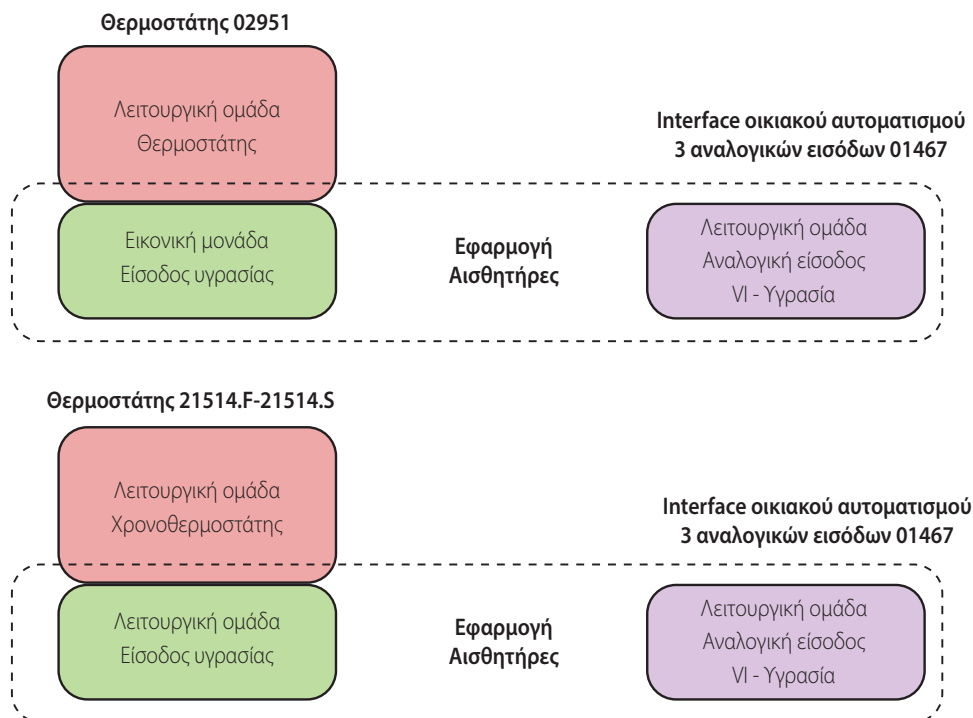 Θερμοστάτης 02951
Λειτουργική ομάδα
Θερμοστάτης
Interface οικιακού αυτοματισμού
3 αναλογικών εισόδων 01467
Εικονική μονάδα
Είσοδος υγρασίας
Εφαρμογή
Αισθητήρες
Λειτουργική ομάδα
Αναλογική είσοδος
VI - Υγρασία
Θερμοστάτης 21514.F-21514.S
Λειτουργική ομάδα
Χρονοθερμοστάτης
Interface οικιακού αυτοματισμού
3 αναλογικών εισόδων 01467
Λειτουργική ομάδα
Είσοδος υγρασίας
Εφαρμογή
Αισθητήρες
Λειτουργική ομάδα
Αναλογική είσοδος
VI - Υγρασία